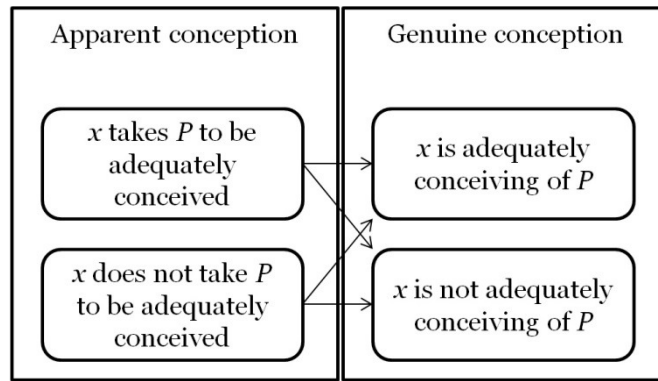 Apparent conception
x takes P to be
adequately
conceived
x does not take P
to be adequately
conceived
Genuine conception
x is adequately
conceiving of P
x is not adequately
conceiving of P